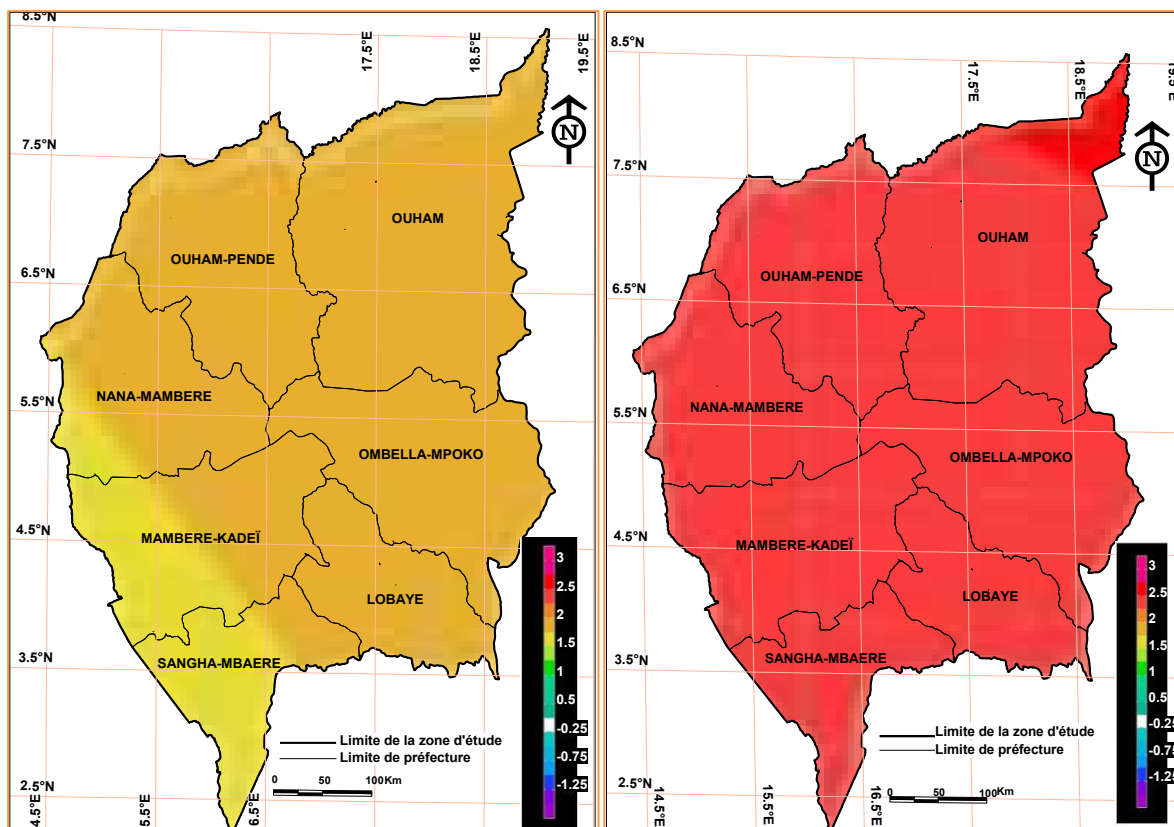 8.5°N
17.5°E
18.5°E
19.5°E
N
7.5°N
OUHAM
OUHAM-PENDE
6.5°N
NANA-MAMBERE
5.5°N
OMBELLA-MPOKO
4.5°N
MAMBERE-KADEÏ
LOBAYE
3.5°N
SANGHA-MBAERE
3
2.5
2
1.5
1
0.5
-0.25
-0.75
-1.25
Limite de la zone d'étude
Limite de préfecture
0 50 100Km
2.5°N
4.5°E
5.5°E
6.5°E
8.5°N
17.5°E
18.5°E
19.5°E
N
7.5°N
OUHAM
OUHAM-PENDE
6.5°N
NANA-MAMBERE
5.5°N
OMBELLA-MPOKO
4.5°N
MAMBERE-KADEÏ
LOBAYE
3.5°N
SANGHA-MBAERE
3
2.5
2
1.5
1
0.5
-0.25
-0.75
-1.25
Limite de la zone d'étude
Limite de préfecture
0 50 100Km
2.5°N
14.5°E
15.5°E
16.5°E